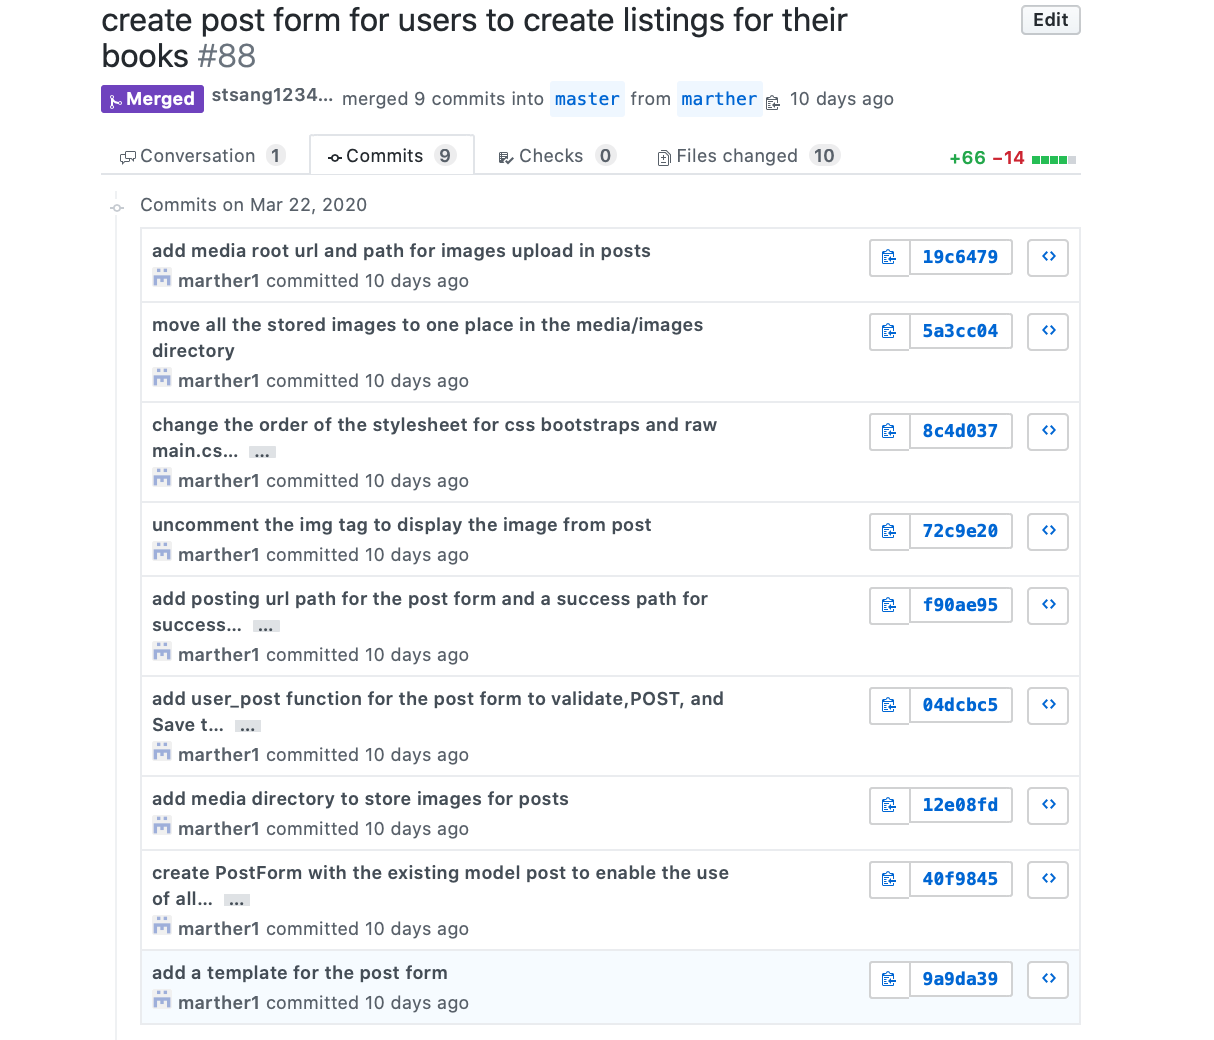 create post form for users to create listings for their
books #88
Edit
Merged stsang1234... merged 9 commits into master from marther 10 days ago
Conversation 1 Commits 9 Checks 0 Files changed 10 +66 −14
Commits on Mar 22, 2020
add media root url and path for images upload in posts
marther1 committed 10 days ago
19c6479
move all the stored images to one place in the media/images
directory
marther1 committed 10 days ago
5a3cc04
change the order of the stylesheet for css bootstraps and raw
main.cs... …
marther1 committed 10 days ago
8c4d037
uncomment the img tag to display the image from post
marther1 committed 10 days ago
72c9e20
add posting url path for the post form and a success path for
success... …
marther1 committed 10 days ago
f90ae95
add user_post function for the post form to validate,POST, and
Save t... …
marther1 committed 10 days ago
04dcbc5
add media directory to store images for posts
marther1 committed 10 days ago
12e08fd
create PostForm with the existing model post to enable the use
of all... …
marther1 committed 10 days ago
40f9845
add a template for the post form
marther1 committed 10 days ago
9a9da39